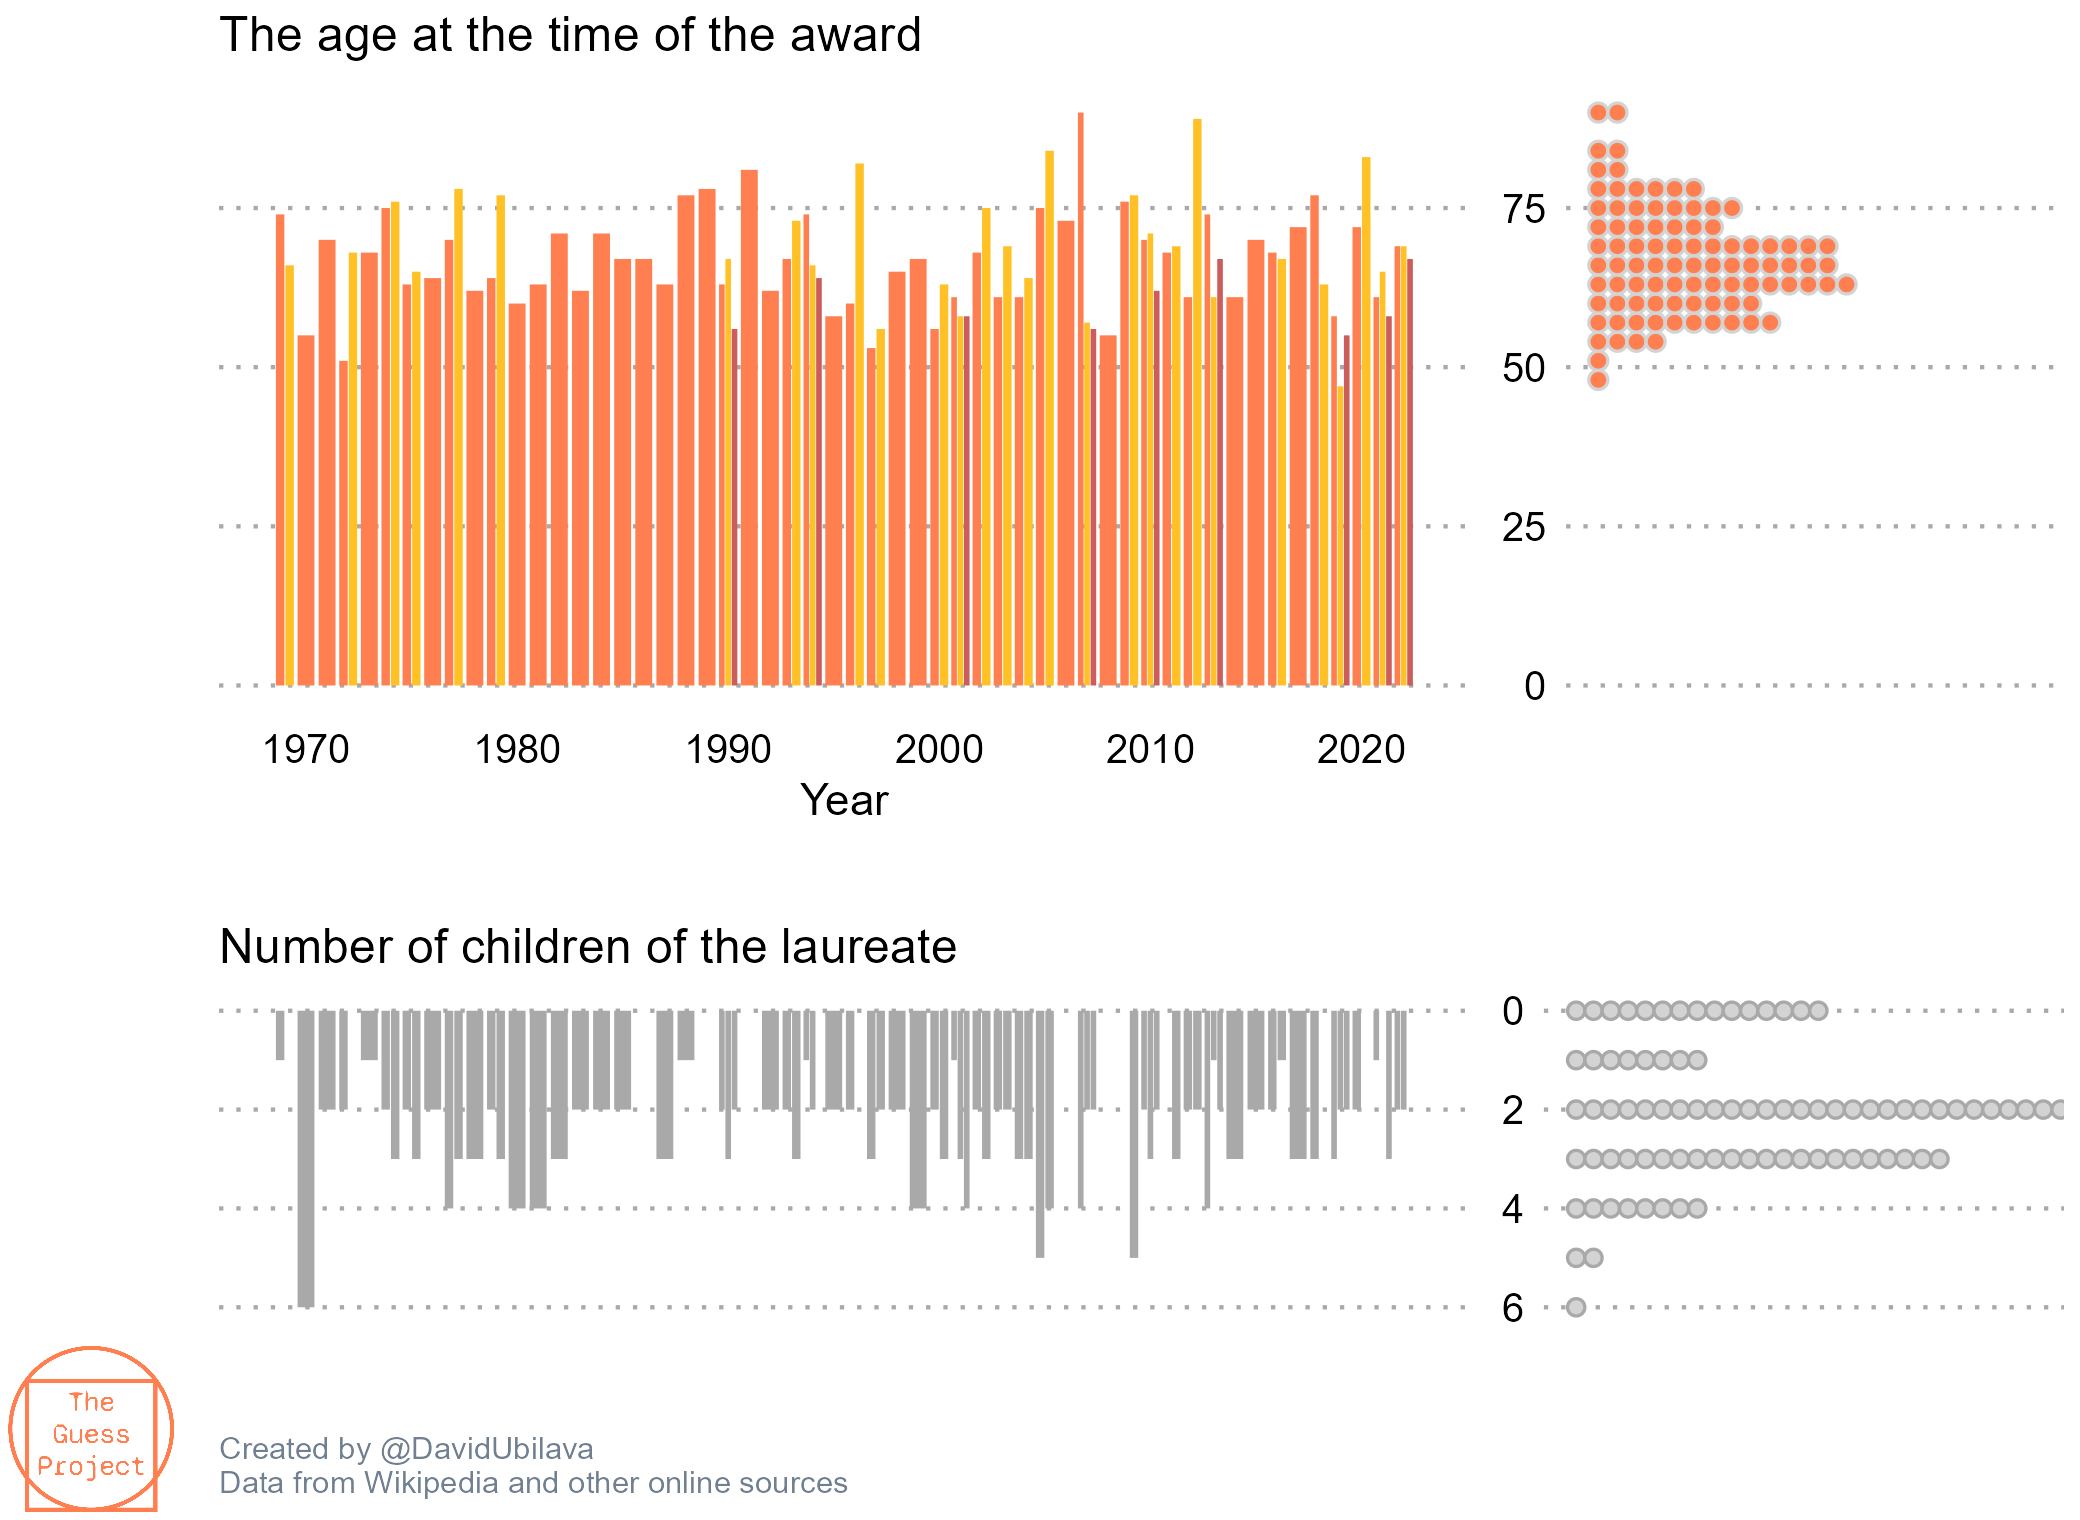 The age at the time of the award
75
50
25
0
1970 1980 1990 2000 2010 2020
Year
Number of children of the laureate
0
2
4
6
The
Guess
Project
Created by @DavidUbilava
Data from Wikipedia and other online sources